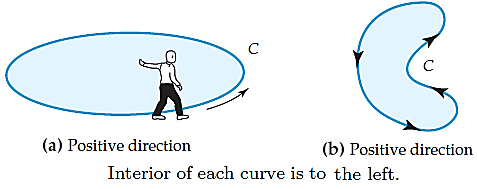 C
C
(a) Positive direction
(b) Positive direction
Interior of each curve is to the left.